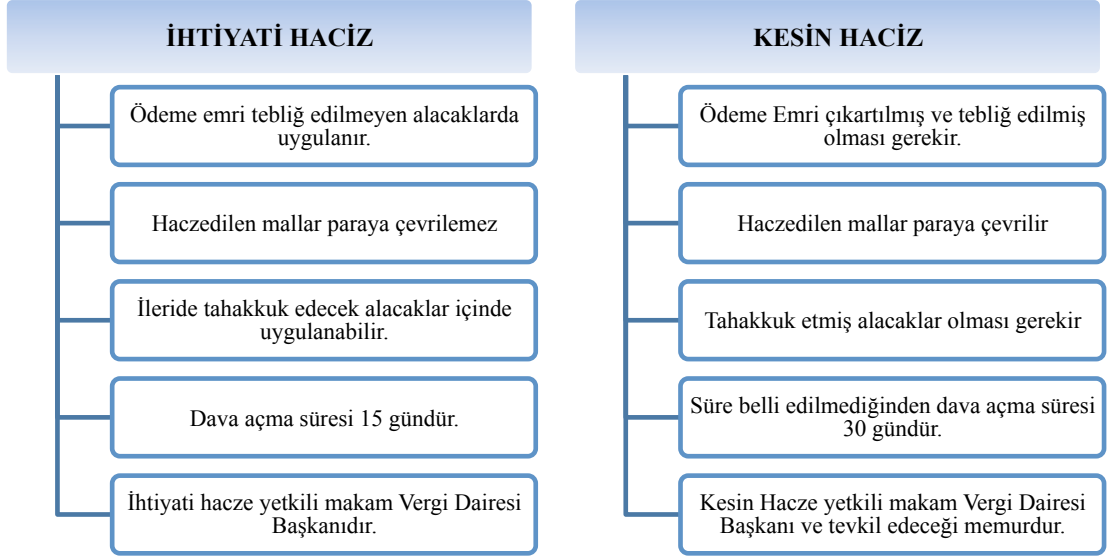 İHTİYATİ HACİZ
Ödeme emri tebliğ edilmeyen alacaklarda
uygulanır.
Haczedilen mallar paraya çevrilemez
İleride tahakkuk edecek alacaklar içinde
uygulanabilir.
Dava açma süresi 15 gündür.
İhtiyati hacze yetkili makam Vergi Dairesi
Başkanıdır.
KESİN HACİZ
Ödeme Emri çıkartılmış ve tebliğ edilmiş
olması gerekir.
Haczedilen mallar paraya çevrilir
Tahakkuk etmiş alacaklar olması gerekir
Süre belli edilmediğinden dava açma süresi
30 gündür.
Kesin Hacze yetkili makam Vergi Dairesi
Başkanı ve tevkil edeceği memurdur.